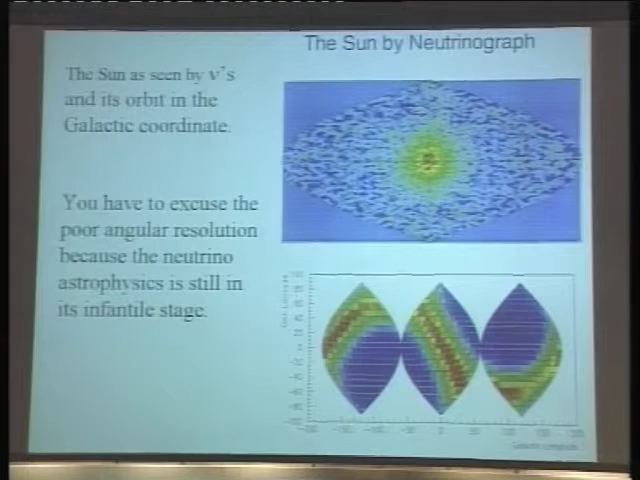 The Sun by Neutrinograph
The Sun as seen by ν's
and its orbit in the
Galactic coordinate.
You have to excuse the
poor angular resolution
because the neutrino
astrophysics is still in
its infantile stage.